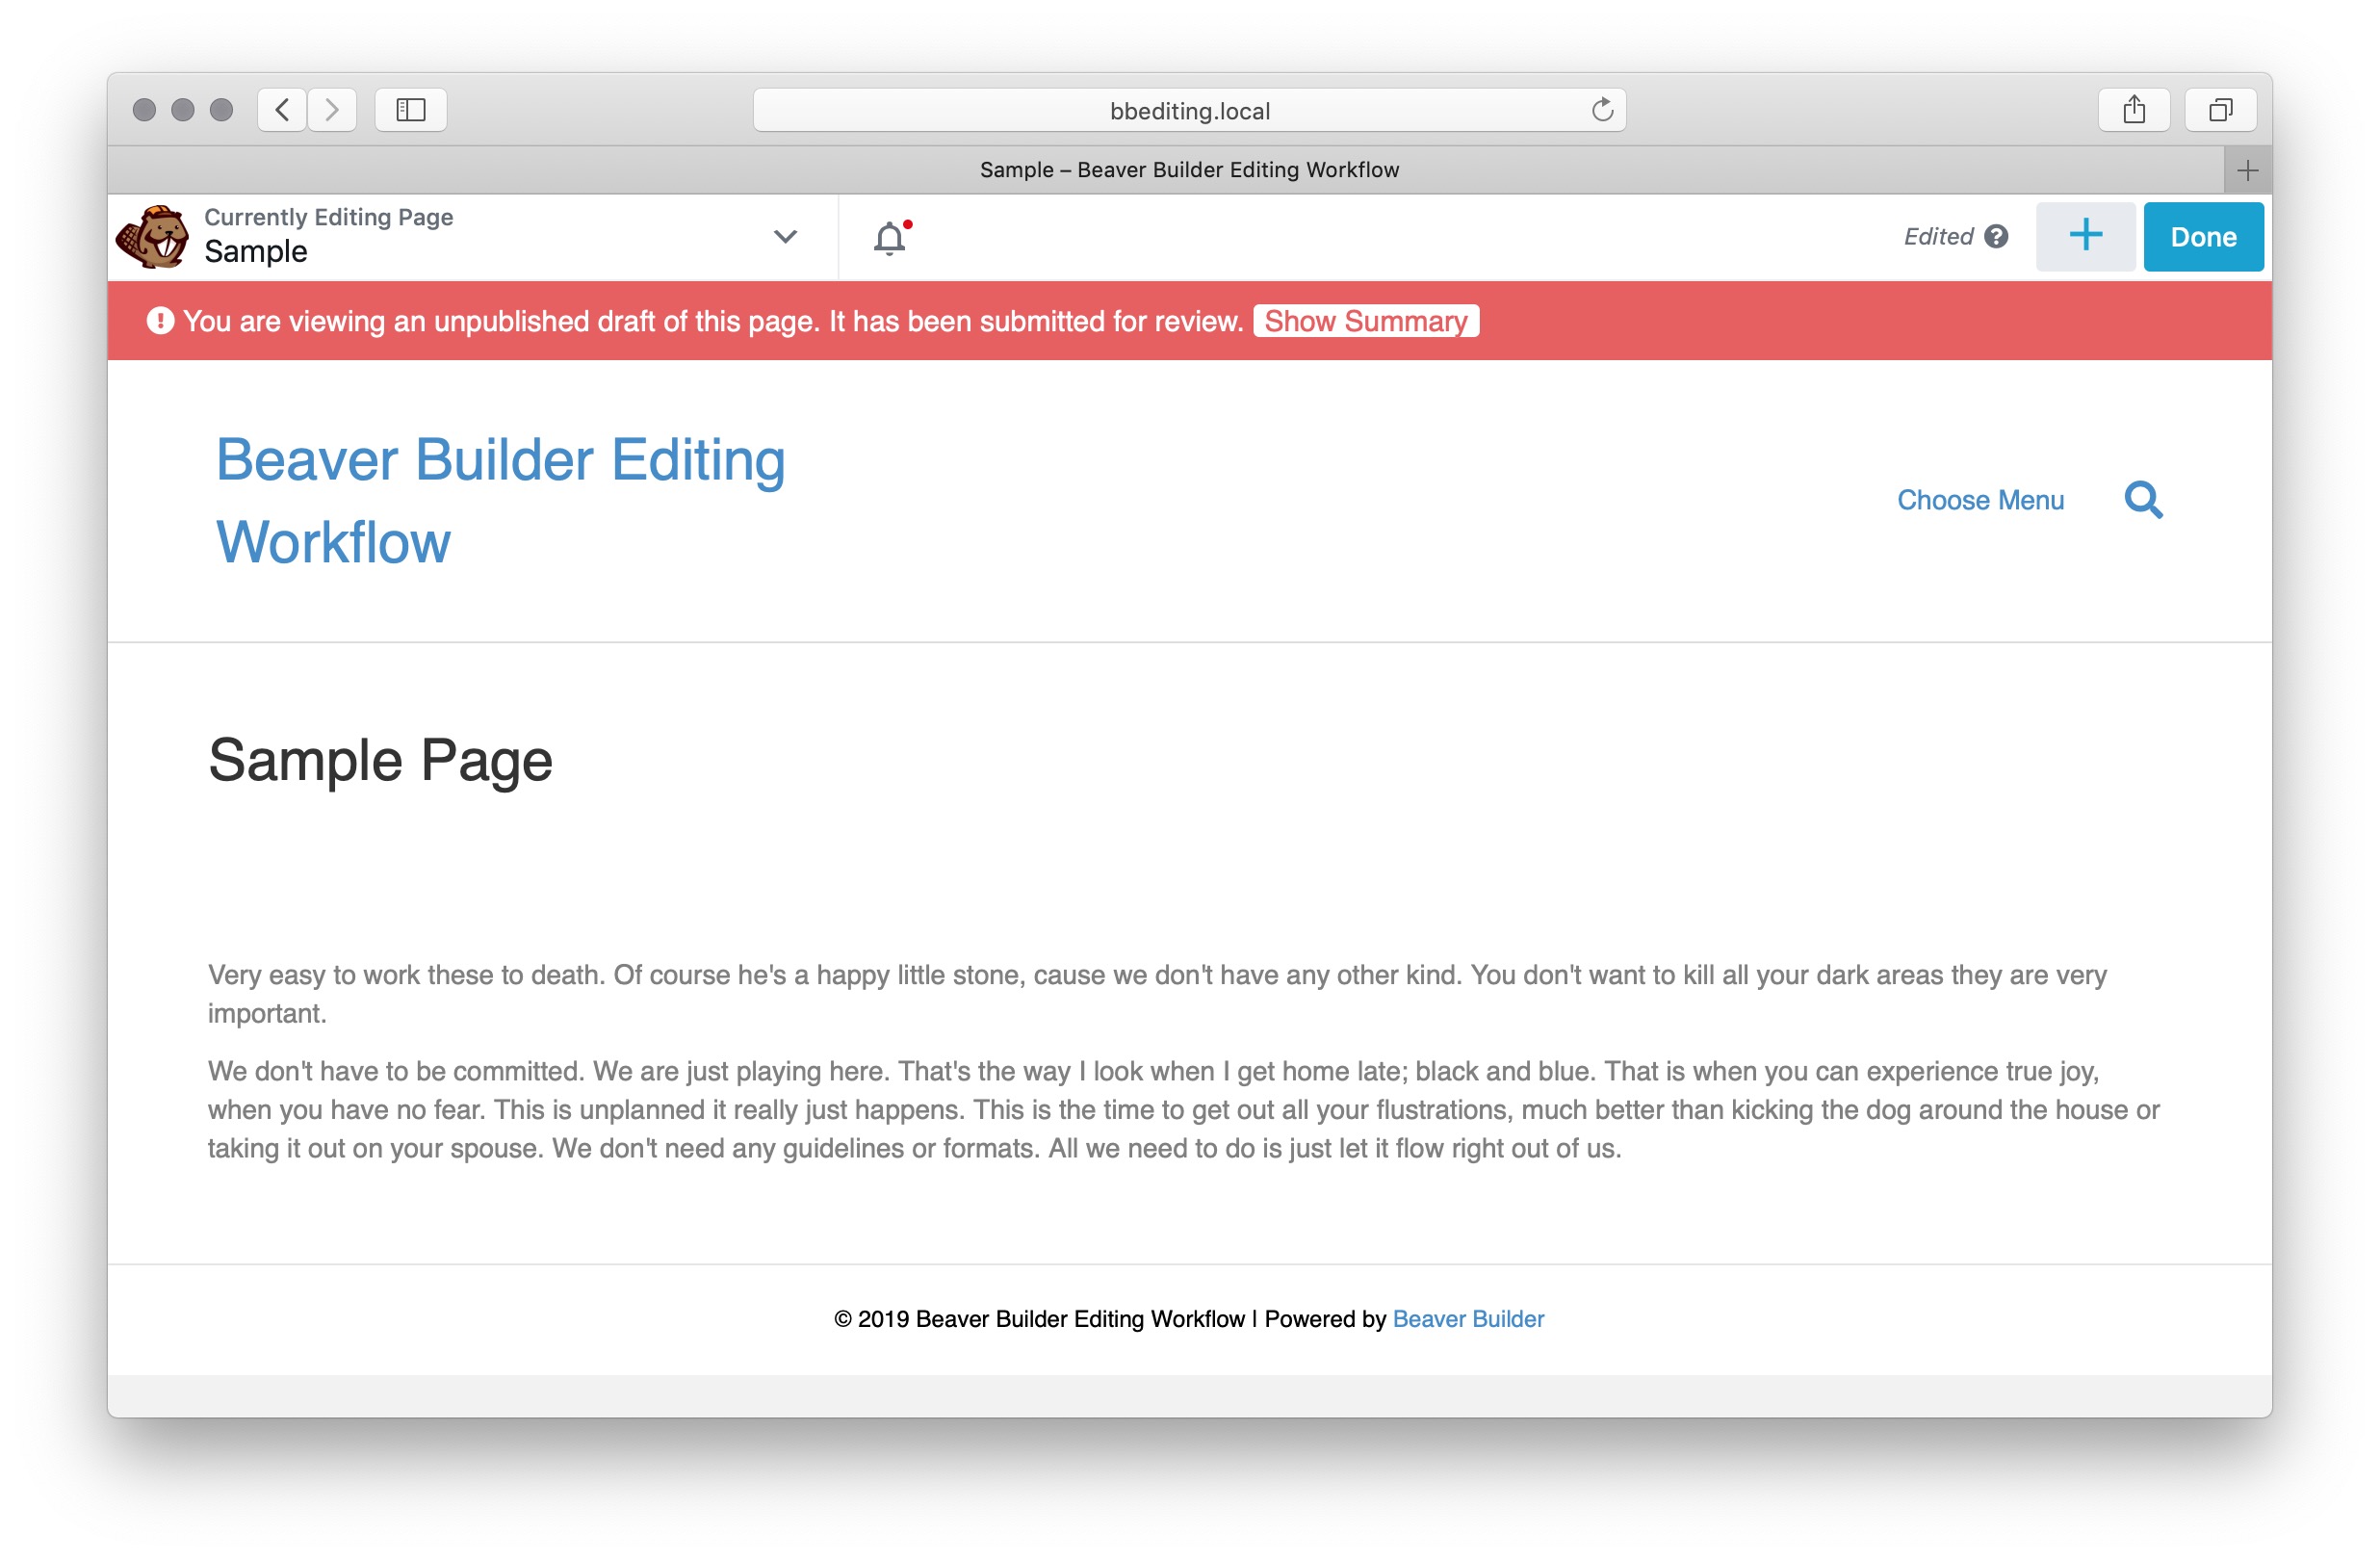 bbediting.local
Sample – Beaver Builder Editing Workflow
Currently Editing Page
Sample
Edited
Done
You are viewing an unpublished draft of this page. It has been submitted for review. Show Summary
Beaver Builder Editing
Workflow
Choose Menu
Sample Page
Very easy to work these to death. Of course he's a happy little stone, cause we don't have any other kind. You don't want to kill all your dark areas they are very
important.
We don't have to be committed. We are just playing here. That's the way I look when I get home late; black and blue. That is when you can experience true joy,
when you have no fear. This is unplanned it really just happens. This is the time to get out all your flustrations, much better than kicking the dog around the house or
taking it out on your spouse. We don't need any guidelines or formats. All we need to do is just let it flow right out of us.
© 2019 Beaver Builder Editing Workflow | Powered by Beaver Builder